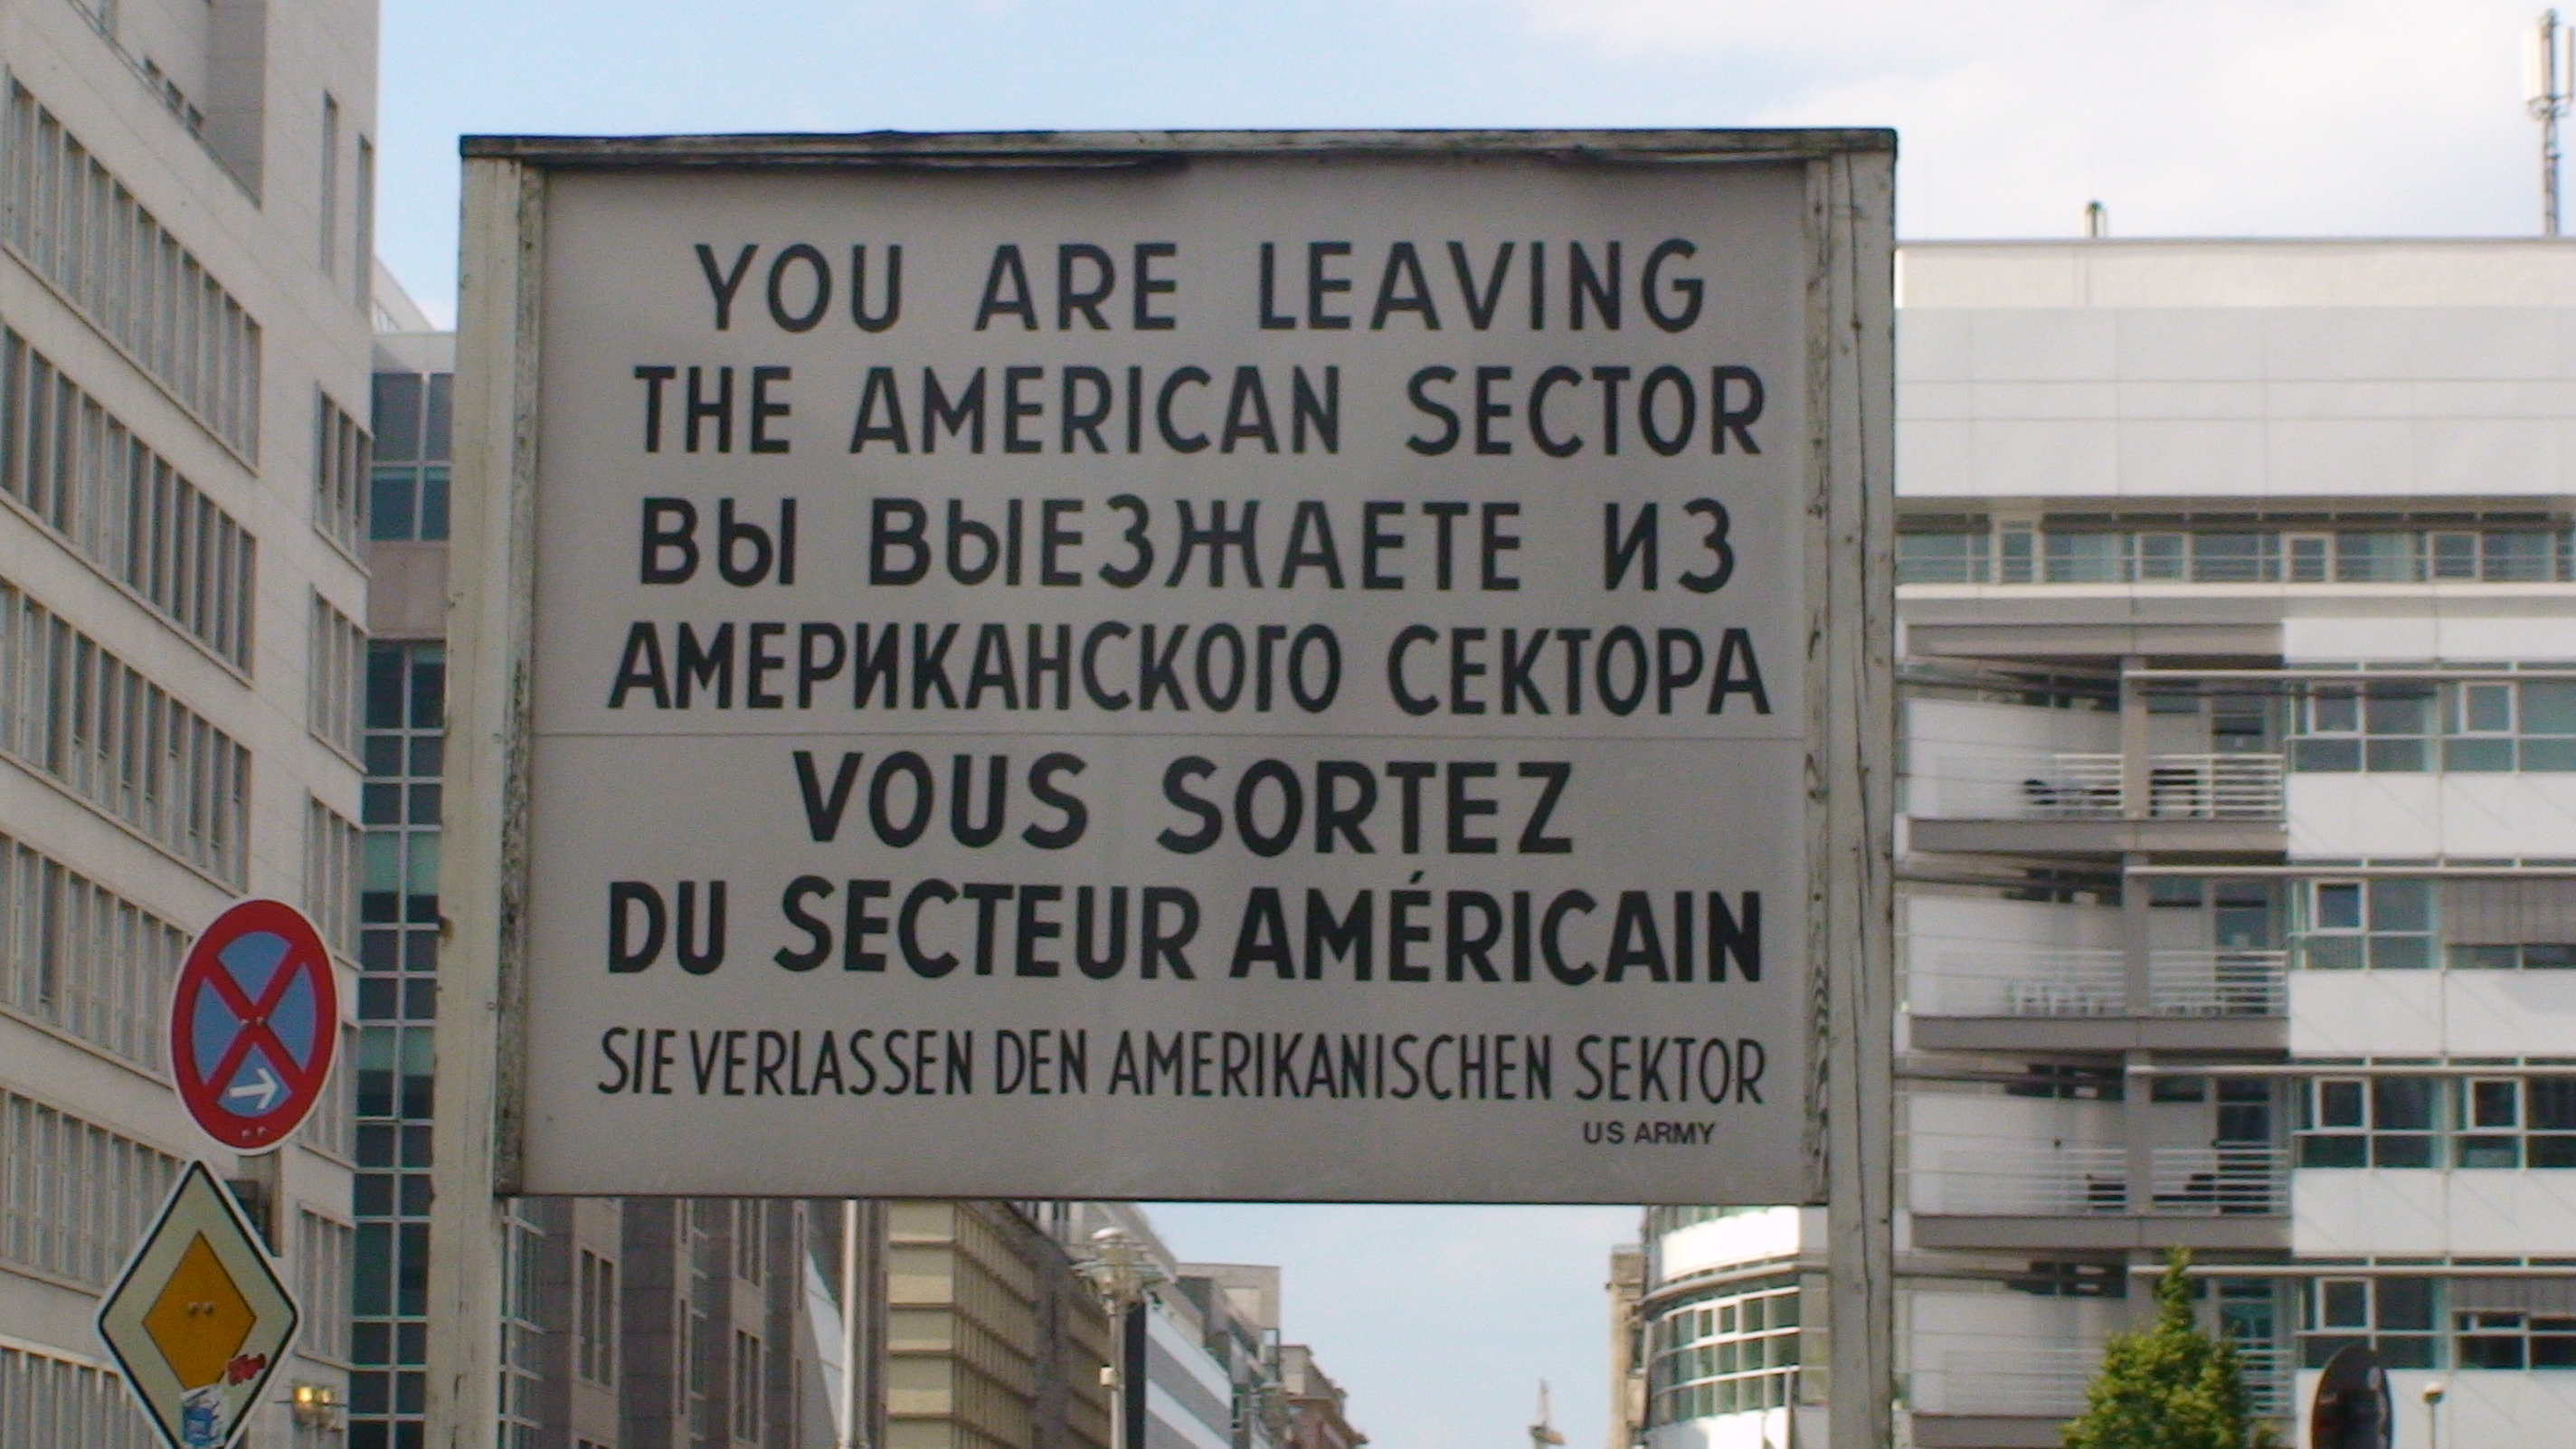 YOU ARE LEAVING
THE AMERICAN SECTOR
ВЫ ВЫЕЗЖАЕТЕ ИЗ
АМЕРИКАНСКОГО СЕКТОРА
VOUS SORTEZ
DU SECTEUR AMÉRICAIN
SIE VERLASSEN DEN AMERIKANISCHEN SEKTOR
US ARMY